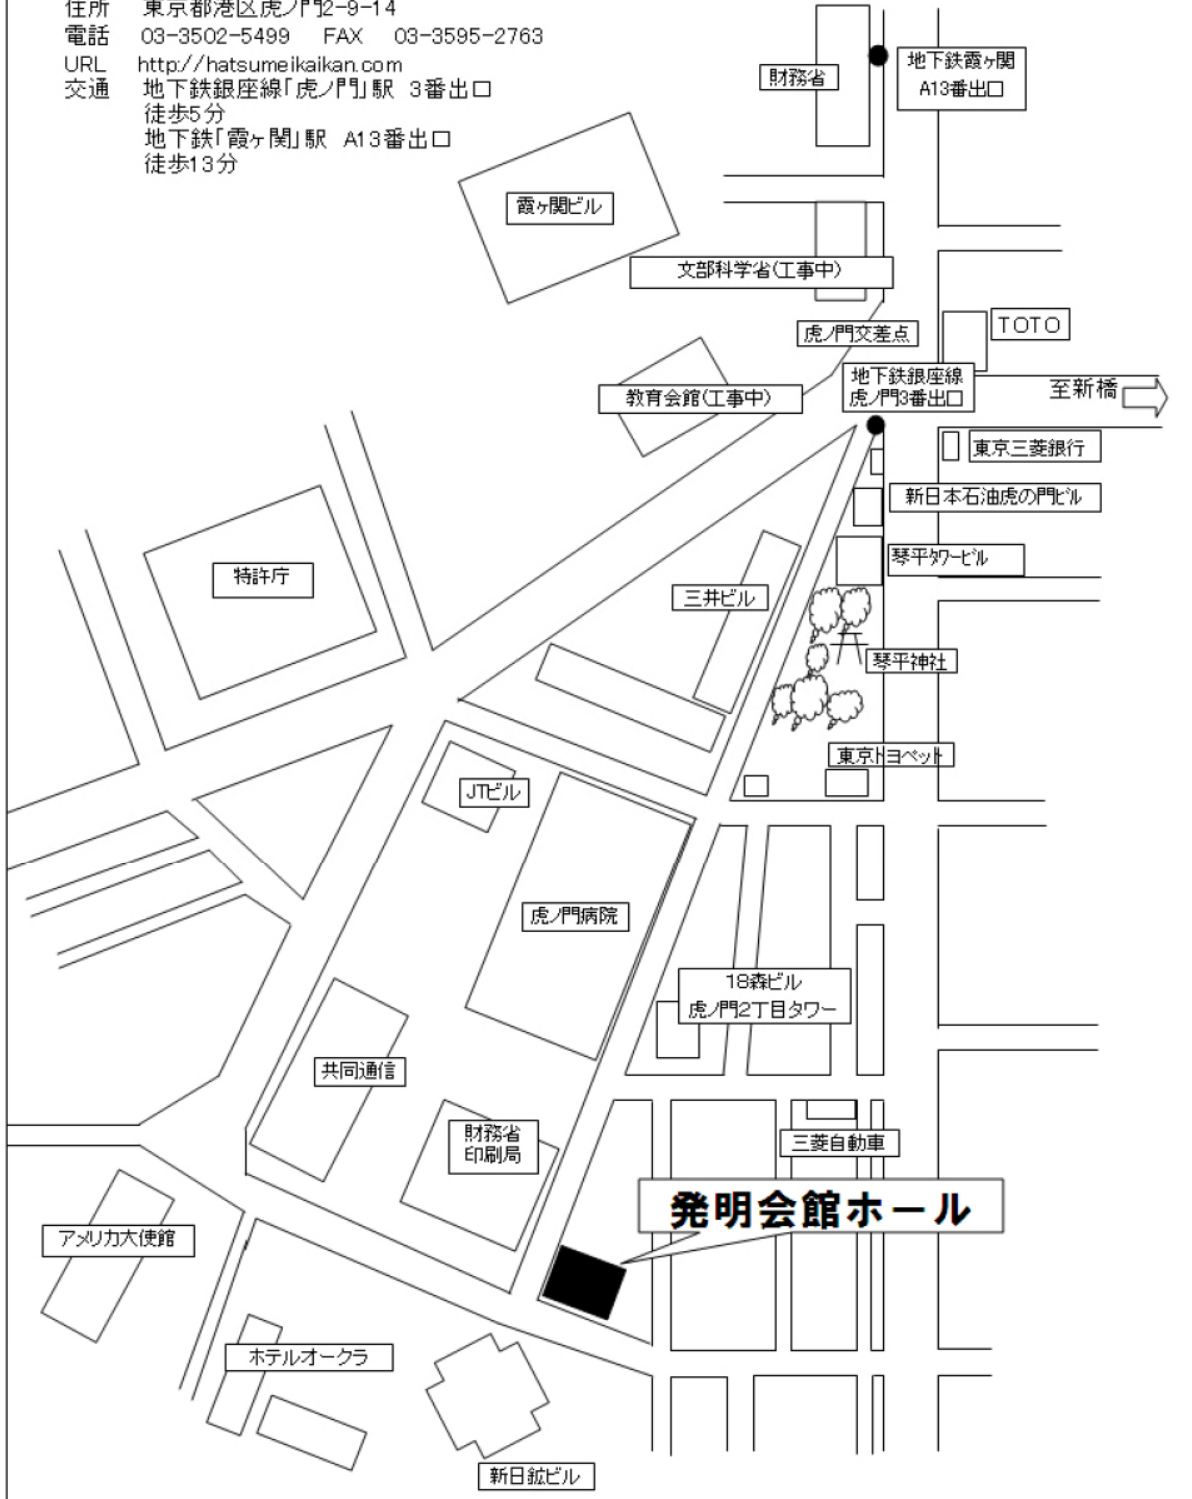 住所 東京都港区虎ノ門2-9-14
電話 03-3502-5499 FAX 03-3595-2763
URL http://hatsumeikaikan.com
交通 地下鉄銀座線「虎ノ門」駅 3番出口
徒歩5分
地下鉄「霞ヶ関」駅 A13番出口
徒歩13分
財務省
地下鉄霞ヶ関
A13番出口
霞ヶ関ビル
文部科学省(工事中)
虎ノ門交差点
TOTO
地下鉄銀座線
虎ノ門3番出口
至新橋
教育会館(工事中)
東京三菱銀行
新日本石油虎の門ビル
琴平タワービル
特許庁
三井ビル
琴平神社
東京トヨペット
JTビル
虎ノ門病院
18森ビル
虎ノ門2丁目タワー
共同通信
財務省
印刷局
三菱自動車
発明会館ホール
アメリカ大使館
ホテルオークラ
新日鉱ビル